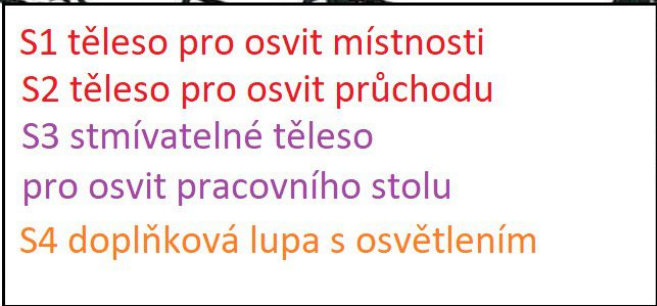 S1 těleso pro osvit místnosti
S2 těleso pro osvit průchodu
S3 stmívatelné těleso
pro osvit pracovního stolu
S4 doplňková lupa s osvětlením